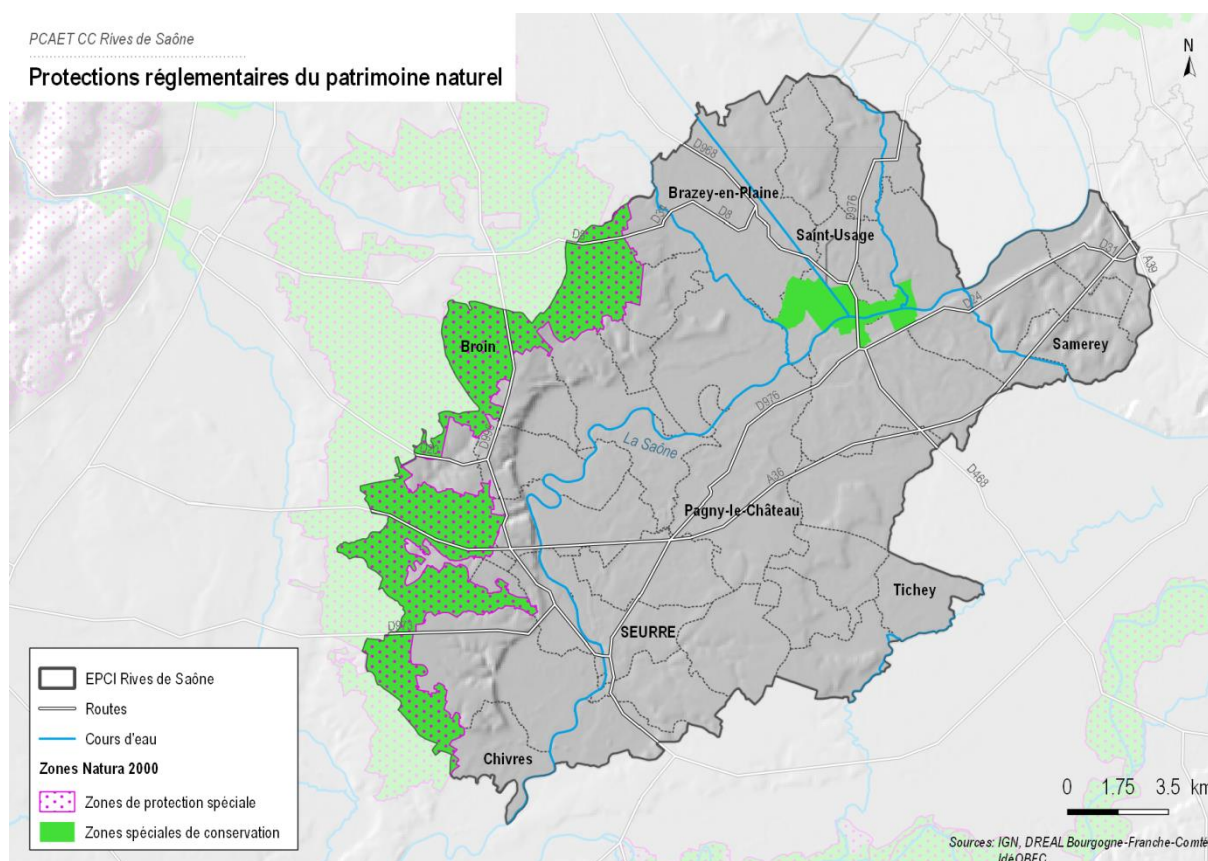 PCAET CC Rives de Saône
Protections réglementaires du patrimoine naturel
N
D968
Brazey-en-Plaine
D8
D976
Saint-Usage
D31
A39
D24
Samerey
Broin
D976
La Saône
D468
A36
Pagny-le-Château
Tichey
SEURRE
Chivres
EPCI Rives de Saône
Routes
Cours d'eau
Zones Natura 2000
Zones de protection spéciale
Zones spéciales de conservation
0 1.75 3.5 km
Sources: IGN, DREAL Bourgogne-Franche-Comté
IdéOBFC